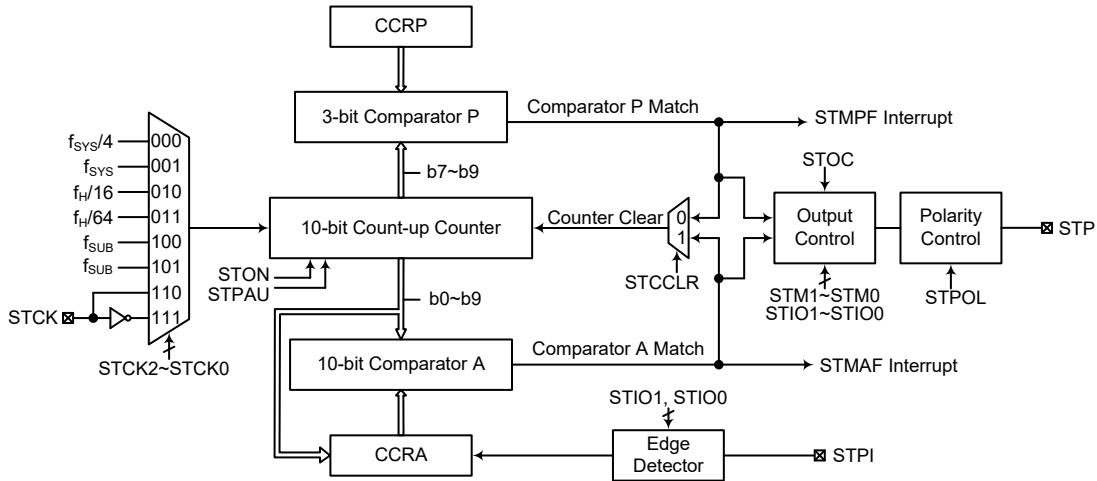 CCRP
3-bit Comparator P
Comparator P Match
STMPF Interrupt
b7~b9
fSYS/4
000
fSYS
001
fH/16
010
fH/64
011
fSUB
100
fSUB
101
110
111
STCK
STCK2~STCK0
10-bit Count-up Counter
STON
STPAU
Counter Clear
0
1
STCCLR
STOC
Output
Control
STM1~STM0
STIO1~STIO0
Polarity
Control
STPOL
STP
b0~b9
10-bit Comparator A
Comparator A Match
STMAF Interrupt
STIO1, STIO0
CCRA
Edge
Detector
STPI